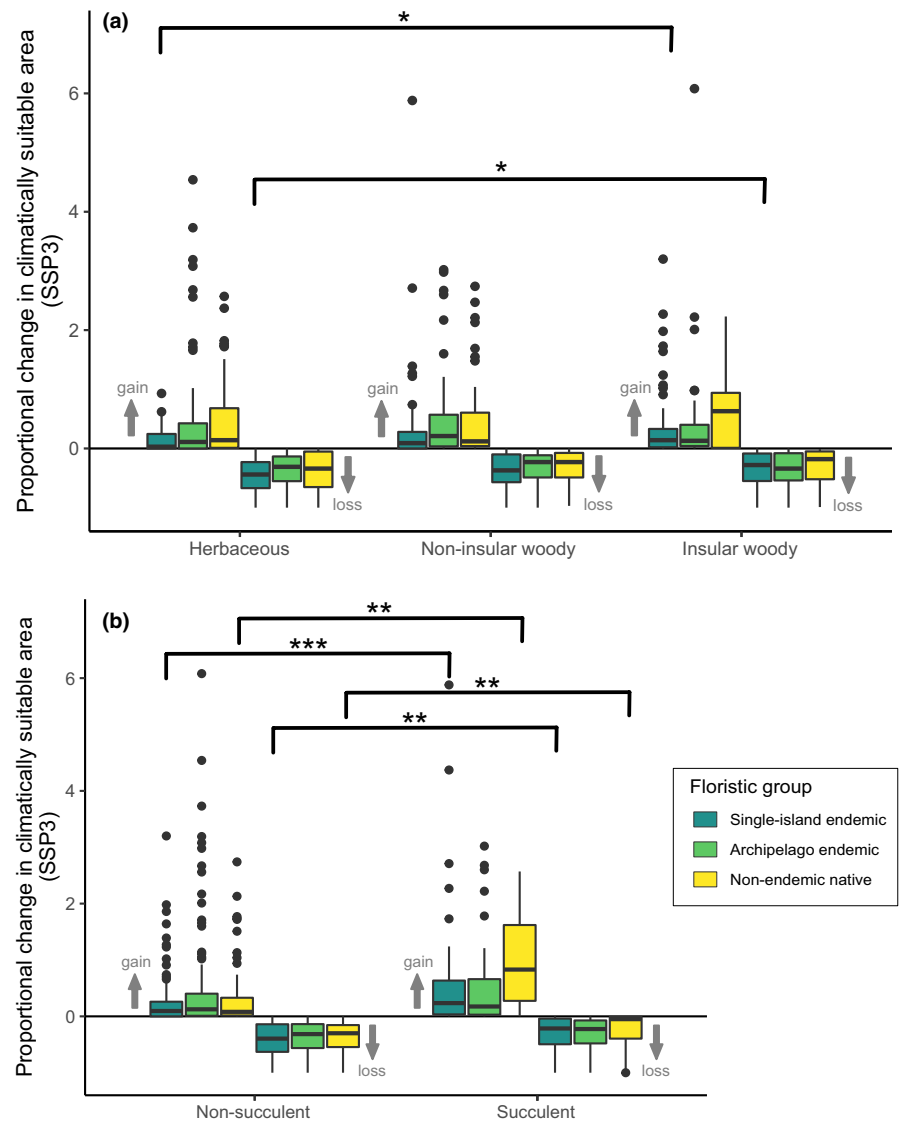 (a)
*
*
Proportional change in climatically suitable area
(SSP3)
6
4
2
0
gain
loss
gain
loss
gain
loss
Herbaceous
Non-insular woody
Insular woody
(b)
**
***
**
**
Proportional change in climatically suitable area
(SSP3)
6
4
2
0
gain
loss
gain
loss
Non-succulent
Succulent
Floristic group
Single-island endemic
Archipelago endemic
Non-endemic native